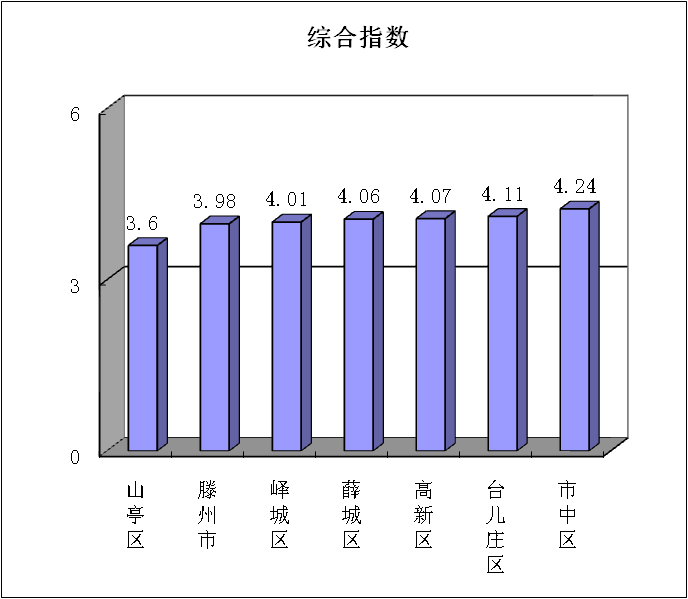 综合指数
6
3
0
3.6
3.98
4.01
4.06
4.07
4.11
4.24
山亭区
滕州市
峄城区
薛城区
高新区
台儿庄区
市中区